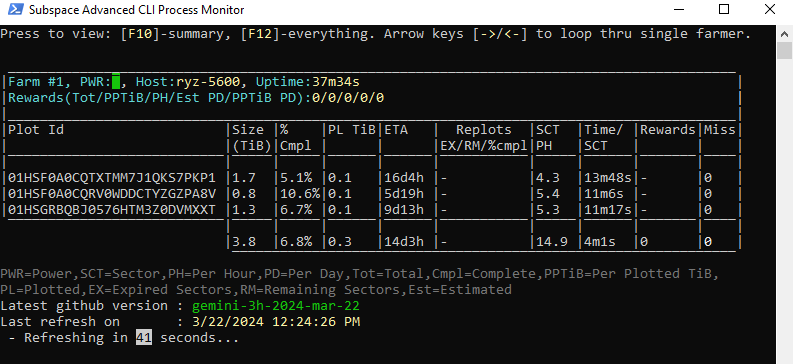 Subspace Advanced CLI Process Monitor
Press to view: [F10]-summary, [F12]-everything. Arrow keys [->/<-] to loop thru single farmer.
|Farm #1, PWR: , Host:ryz-5600, Uptime:37m34s |
|Rewards(Tot/PPTiB/PH/Est PD/PPTiB PD):0/0/0/0/0 |
|Plot Id |Size |% |PL TiB|ETA | Replots |SCT |Time/ |Rewards|Miss|
| |(TiB)|Cmpl | | |EX/RM/%cmpl|PH |SCT | | |
|01HSF0A0CQTXTMM7J1QKS7PKP1 |1.7 |5.1% |0.1 |16d4h |- |4.3 |13m48s|- |0 |
|01HSF0A0CQRV0WDDCTYZGZPA8V |0.8 |10.6%|0.1 |5d19h |- |5.4 |11m6s |- |0 |
|01HSGRBQBJ0576HTM3Z0DVMXXT |1.3 |6.7% |0.1 |9d13h |- |5.3 |11m17s|- |0 |
|3.8 |6.8% |0.3 |14d3h |- |14.9 |4m1s |0 |0 |
PWR=Power,SCT=Sector,PH=Per Hour,PD=Per Day,Tot=Total,Cmpl=Complete,PPTiB=Per Plotted TiB,
PL=Plotted,EX=Expired Sectors,RM=Remaining Sectors,Est=Estimated
Latest github version : gemini-3h-2024-mar-22
Last refresh on : 3/22/2024 12:24:26 PM
- Refreshing in 41 seconds...